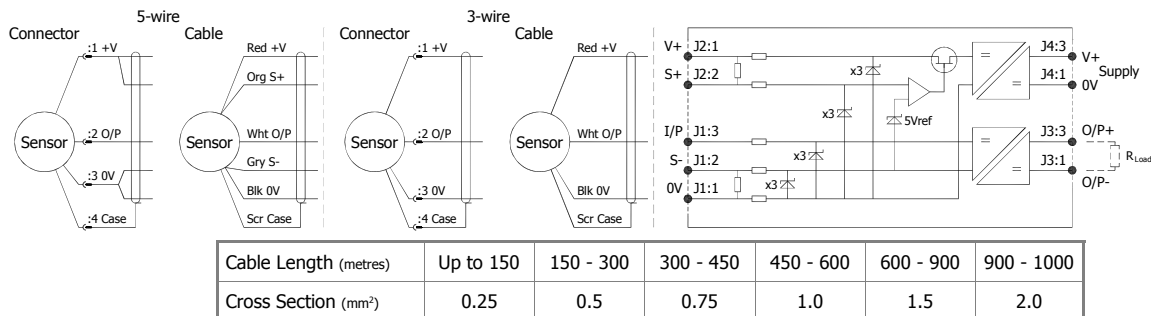 5-wire
Connector
Cable
:1 +V
:2 O/P
:3 0V
:4 Case
Sensor
Red +V
Org S+
Wht O/P
Gry S-
Blk 0V
Scr Case
Sensor
3-wire
Connector
Cable
:1 +V
:2 O/P
:3 0V
:4 Case
Sensor
Red +V
Wht O/P
Blk 0V
Scr Case
Sensor
V+ J2:1
S+ J2:2
I/P J1:3
S- J1:2
0V J1:1
x3
x3
x3
x3
5Vref
J4:3 V+
Supply
J4:1 0V
J3:3 O/P+
RLoad
J3:1 O/P-
Cable Length (metres) Up to 150 150 - 300 300 - 450 450 - 600 600 - 900 900 - 1000
Cross Section (mm²) 0.25 0.5 0.75 1.0 1.5 2.0